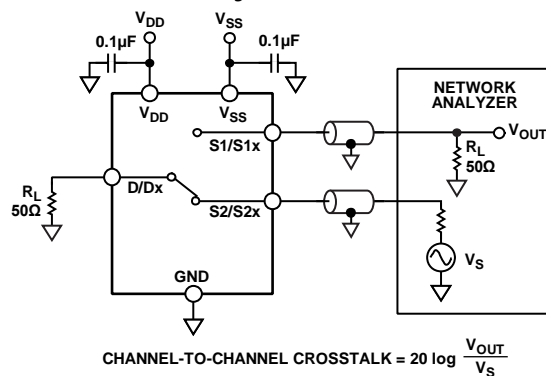 V_DD
V_SS
0.1µF
0.1µF
V_DD
V_SS
NETWORK
ANALYZER
S1/S1x
V_OUT
R_L
50Ω
D/Dx
R_L
50Ω
S2/S2x
V_S
GND
CHANNEL-TO-CHANNEL CROSSTALK = 20 log V_OUT / V_S